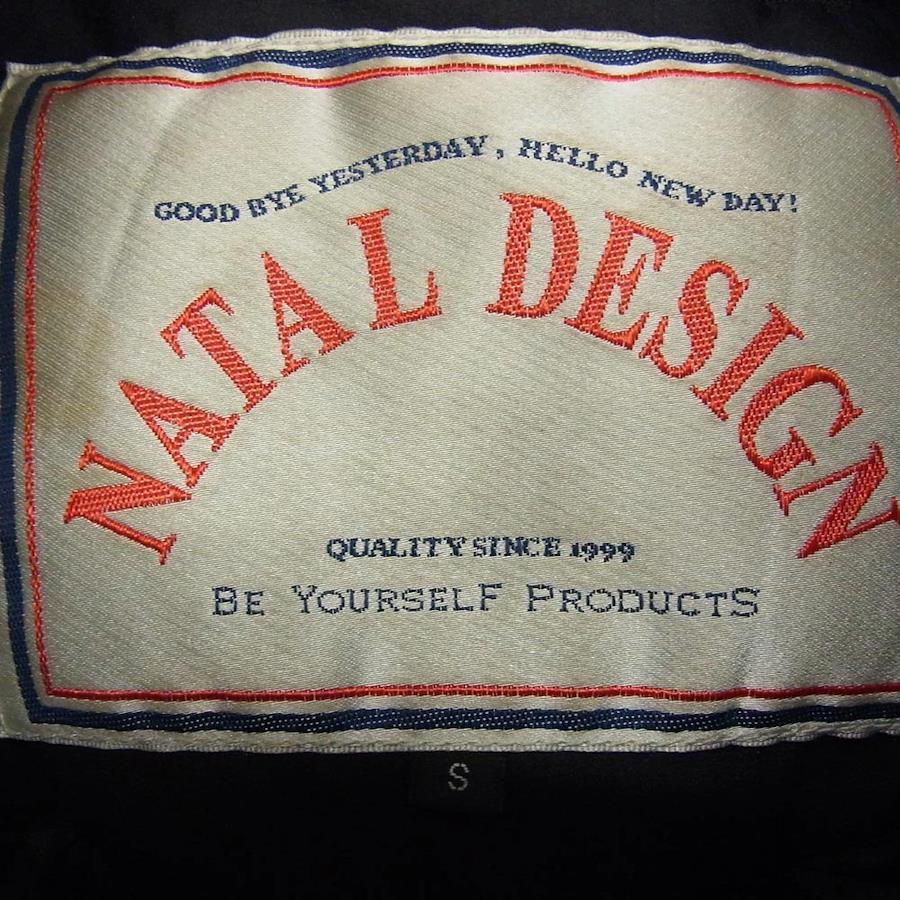 GOOD BYE YESTERDAY, HELLO NEW DAY!
NATAL DESIGN
QUALITY SINCE 1999
BE YOURSELF PRODUCTS
S